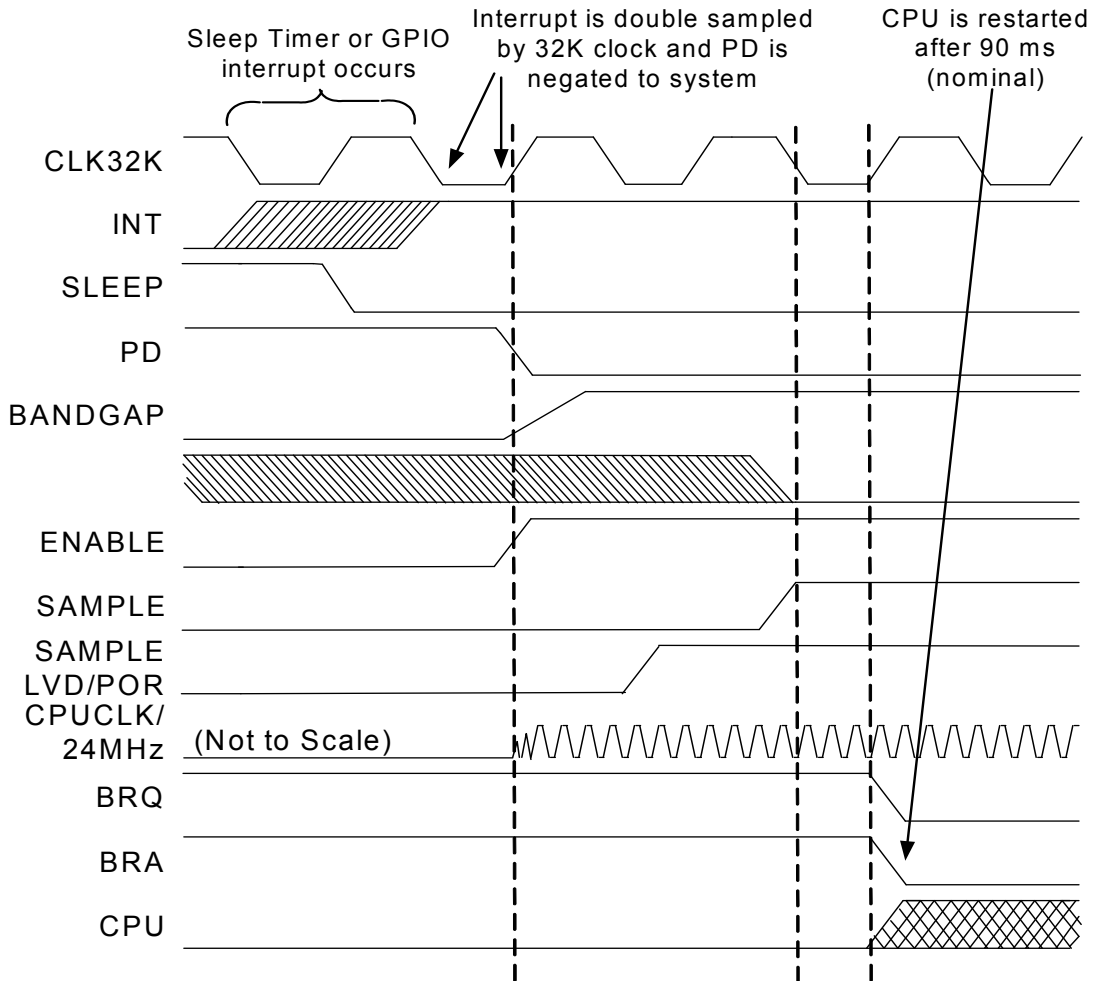 Sleep Timer or GPIO
interrupt occurs
Interrupt is double sampled
by 32K clock and PD is
negated to system
CPU is restarted
after 90 ms
(nominal)
CLK32K
INT
SLEEP
PD
BANDGAP
ENABLE
SAMPLE
SAMPLE
LVD/POR
CPUCLK/
24MHz
(Not to Scale)
BRQ
BRA
CPU